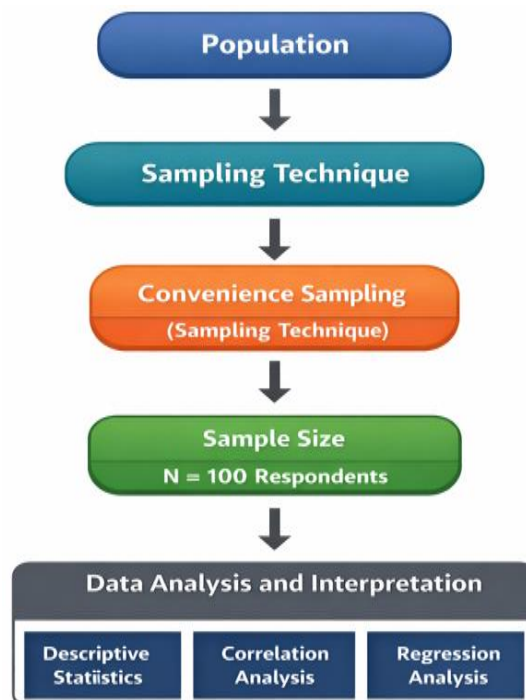 Population
Sampling Technique
Convenience Sampling
(Sampling Technique)
Sample Size
N = 100 Respondents
Data Analysis and Interpretation
Descriptive
Statiistics
Correlation
Analysis
Regression
Analysis